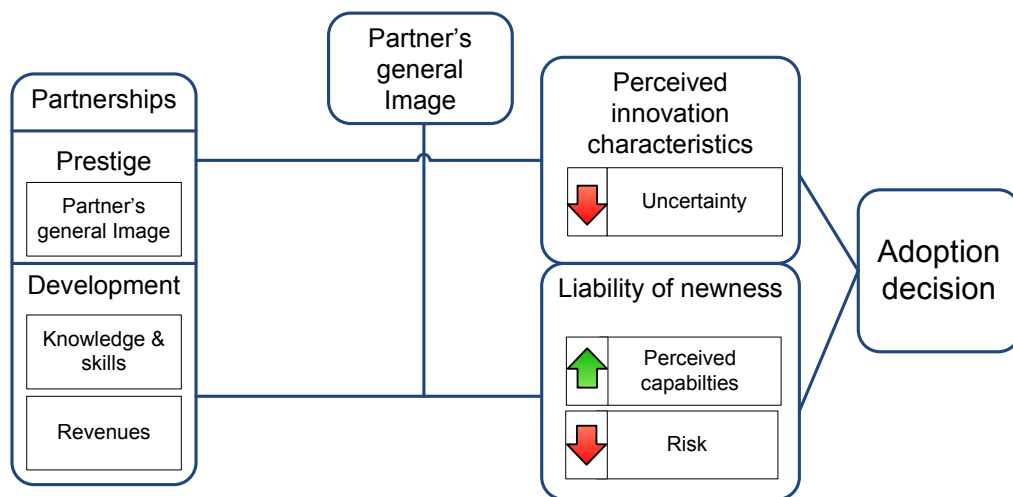 Partnerships
Prestige
Partner's
general Image
Development
Knowledge &
skills
Revenues
Partner's
general
Image
Perceived
innovation
characteristics
Uncertainty
Liability of newness
Perceived
capabilties
Risk
Adoption
decision